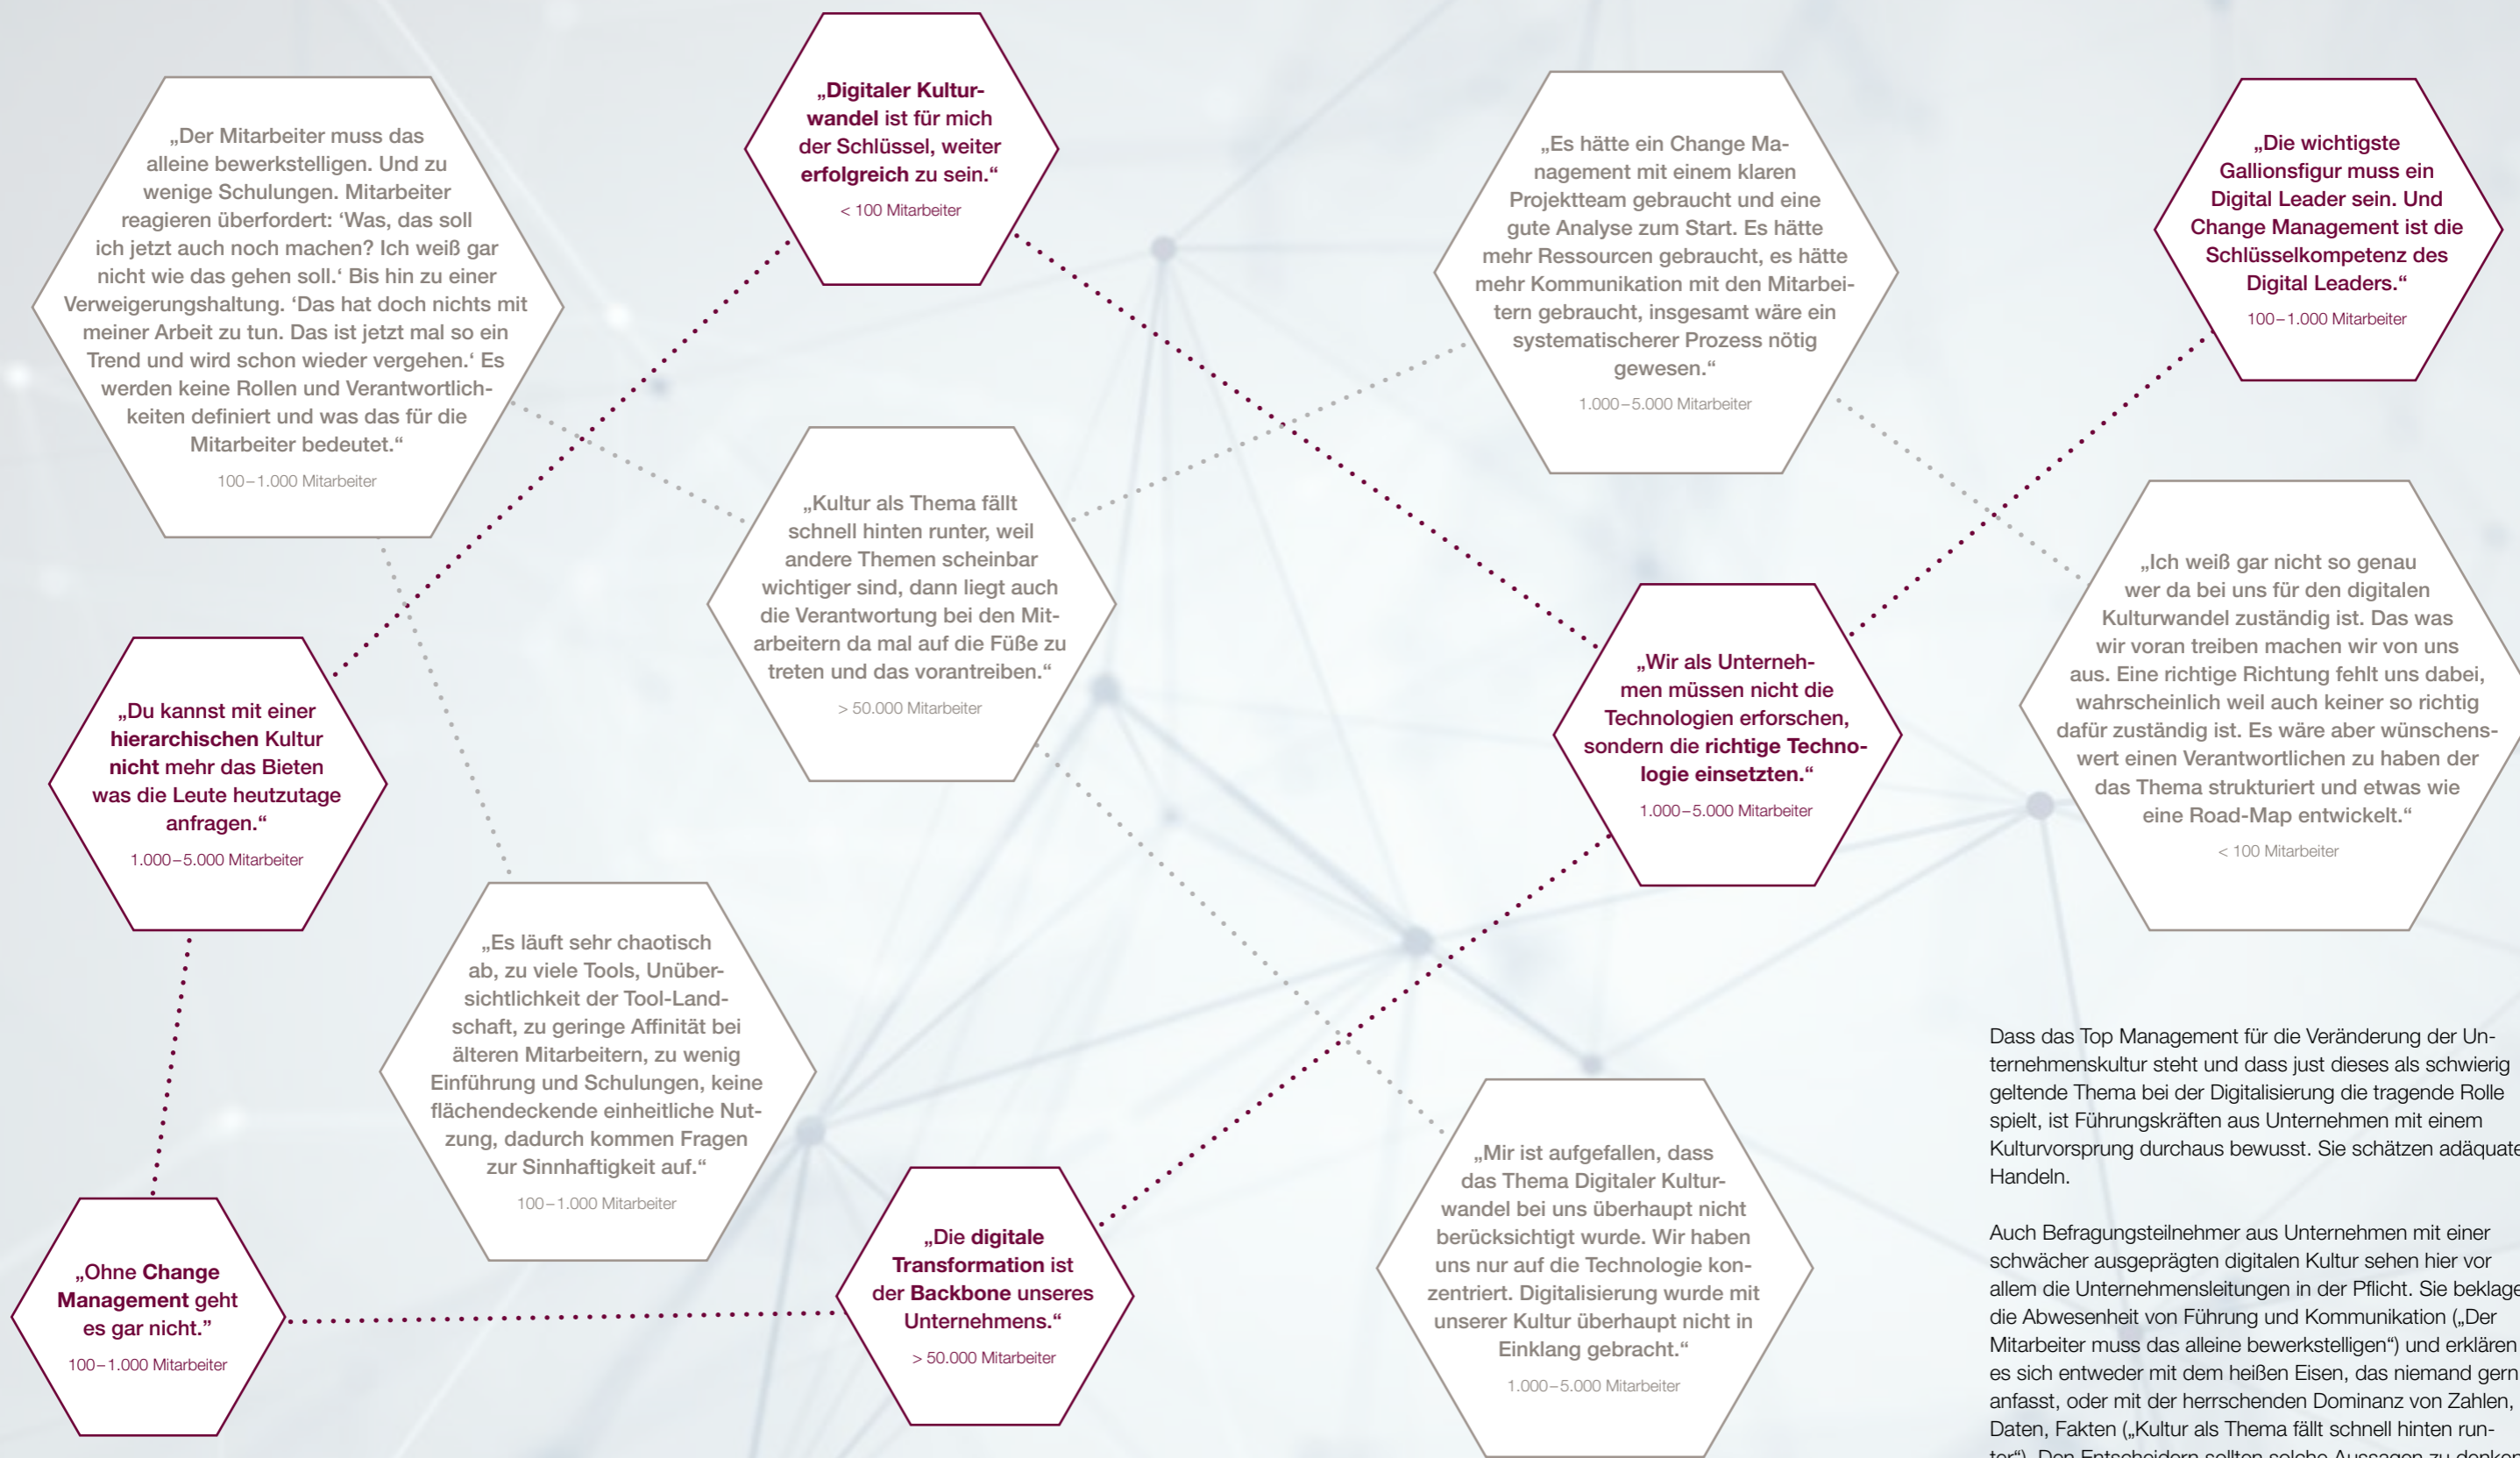 „Der Mitarbeiter muss das
alleine bewerkstelligen. Und zu
wenige Schulungen. Mitarbeiter
reagieren überfordert: ‘Was, das soll
ich jetzt auch noch machen? Ich weiß gar
nicht wie das gehen soll.‘ Bis hin zu einer
Verweigerungshaltung. ‘Das hat doch nichts mit
meiner Arbeit zu tun. Das ist jetzt mal so ein
Trend und wird schon wieder vergehen.‘ Es
werden keine Rollen und Verantwortlich-
keiten definiert und was das für die
Mitarbeiter bedeutet.“
100–1.000 Mitarbeiter
„Digitaler Kultur-
wandel ist für mich
der Schlüssel, weiter
erfolgreich zu sein.“
< 100 Mitarbeiter
„Es hätte ein Change Ma-
nagement mit einem klaren
Projektteam gebraucht und eine
gute Analyse zum Start. Es hätte
mehr Ressourcen gebraucht, es hätte
mehr Kommunikation mit den Mitarbei-
tern gebraucht, insgesamt wäre ein
systematischerer Prozess nötig
gewesen.“
1.000–5.000 Mitarbeiter
„Die wichtigste
Gallionsfigur muss ein
Digital Leader sein. Und
Change Management ist die
Schlüsselkompetenz des
Digital Leaders.“
100–1.000 Mitarbeiter
„Kultur als Thema fällt
schnell hinten runter, weil
andere Themen scheinbar
wichtiger sind, dann liegt auch
die Verantwortung bei den Mit-
arbeitern da mal auf die Füße zu
treten und das vorantreiben.“
> 50.000 Mitarbeiter
„Ich weiß gar nicht so genau
wer da bei uns für den digitalen
Kulturwandel zuständig ist. Das was
wir voran treiben machen wir von uns
aus. Eine richtige Richtung fehlt uns dabei,
wahrscheinlich weil auch keiner so richtig
dafür zuständig ist. Es wäre aber wünschens-
wert einen Verantwortlichen zu haben der
das Thema strukturiert und etwas wie
eine Road-Map entwickelt.“
< 100 Mitarbeiter
„Wir als Unterneh-
men müssen nicht die
Technologien erforschen,
sondern die richtige Techno-
logie einsetzten.“
1.000–5.000 Mitarbeiter
„Du kannst mit einer
hierarchischen Kultur
nicht mehr das Bieten
was die Leute heutzutage
anfragen.“
1.000–5.000 Mitarbeiter
„Es läuft sehr chaotisch
ab, zu viele Tools, Unüber-
sichtlichkeit der Tool-Land-
schaft, zu geringe Affinität bei
älteren Mitarbeitern, zu wenig
Einführung und Schulungen, keine
flächendeckende einheitliche Nut-
zung, dadurch kommen Fragen
zur Sinnhaftigkeit auf.“
100–1.000 Mitarbeiter
„Ohne Change
Management geht
es gar nicht.”
100–1.000 Mitarbeiter
„Die digitale
Transformation ist
der Backbone unseres
Unternehmens.“
> 50.000 Mitarbeiter
„Mir ist aufgefallen, dass
das Thema Digitaler Kultur-
wandel bei uns überhaupt nicht
berücksichtigt wurde. Wir haben
uns nur auf die Technologie kon-
zentriert. Digitalisierung wurde mit
unserer Kultur überhaupt nicht in
Einklang gebracht.“
1.000–5.000 Mitarbeiter
Dass das Top Management für die Veränderung der Un-
ternehmenskultur steht und dass just dieses als schwierig
geltende Thema bei der Digitalisierung die tragende Rolle
spielt, ist Führungskräften aus Unternehmen mit einem
Kulturvorsprung durchaus bewusst. Sie schätzen adäquate
Handeln.
Auch Befragungsteilnehmer aus Unternehmen mit einer
schwächer ausgeprägten digitalen Kultur sehen hier vor
allem die Unternehmensleitungen in der Pflicht. Sie beklage
die Abwesenheit von Führung und Kommunikation („Der
Mitarbeiter muss das alleine bewerkstelligen“) und erklären
es sich entweder mit dem heißen Eisen, das niemand gern
anfasst, oder mit der herrschenden Dominanz von Zahlen,
Daten, Fakten („Kultur als Thema fällt schnell hinten run-
ter“). Den Entscheidern sollten solche Aussagen zu denken